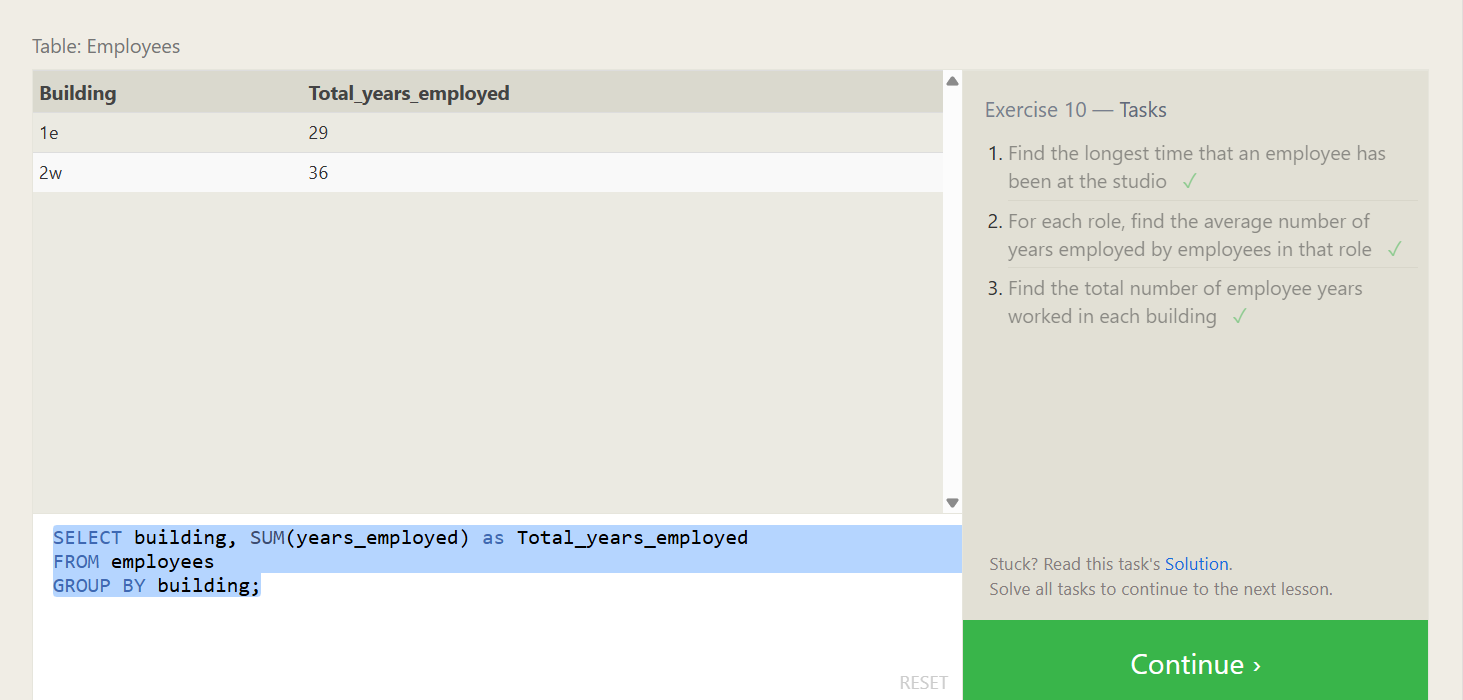 Table: Employees
Building Total_years_employed
1e 29
2w 36
SELECT building, SUM(years_employed) as Total_years_employed
FROM employees
GROUP BY building;
RESET
Exercise 10 — Tasks
1. Find the longest time that an employee has
been at the studio ✓
2. For each role, find the average number of
years employed by employees in that role ✓
3. Find the total number of employee years
worked in each building ✓
Stuck? Read this task's Solution.
Solve all tasks to continue to the next lesson.
Continue ›